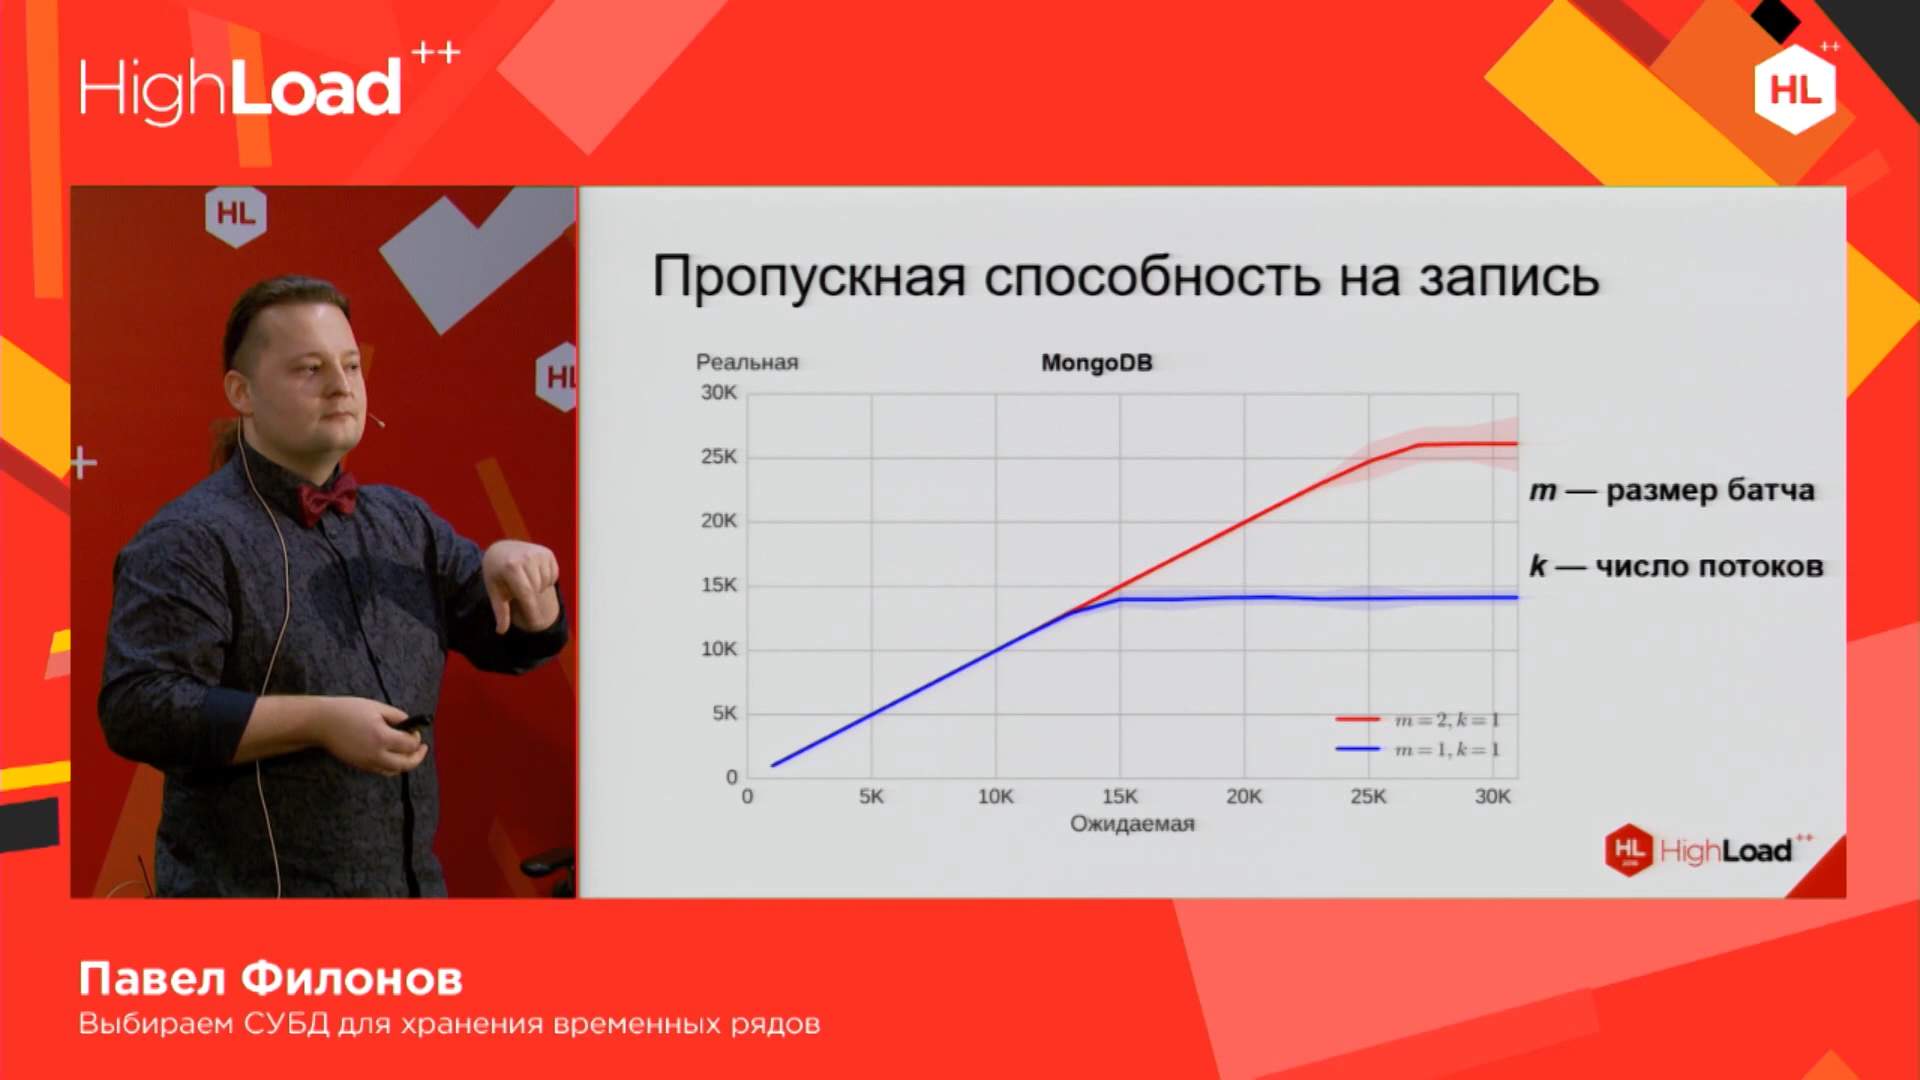 HighLoad++
HL++
HL
HL
Пропускная способность на запись
Реальная
MongoDB
30K
25K
20K
15K
10K
5K
0
0 5K 10K 15K 20K 25K 30K
Ожидаемая
m = 2, k = 1
m = 1, k = 1
m — размер батча
k — число потоков
HL HighLoad++
Павел Филонов
Выбираем СУБД для хранения временных рядов